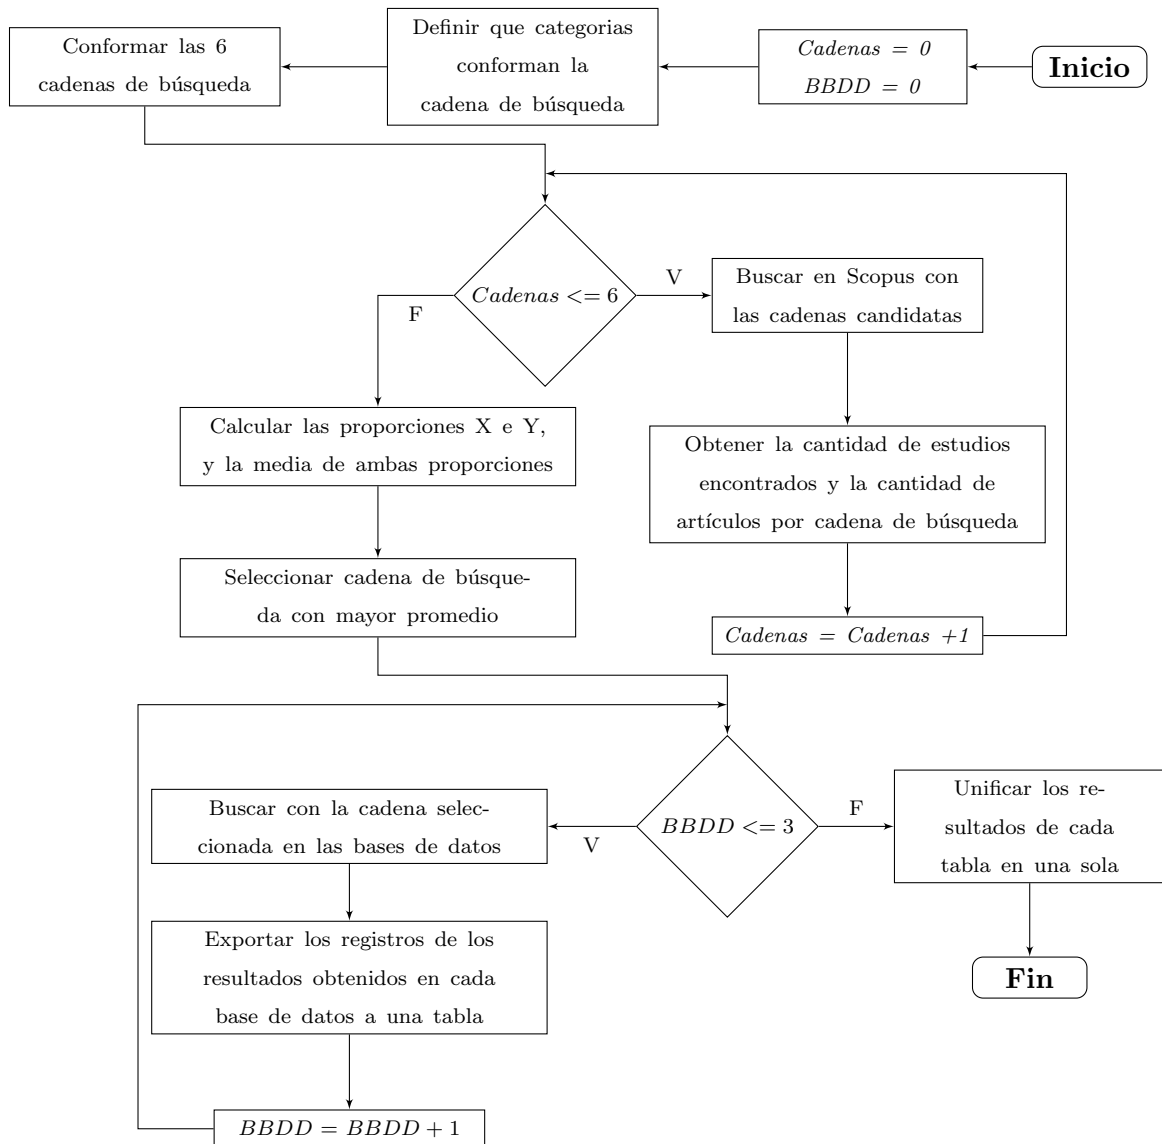 Inicio
Cadenas = 0
BBDD = 0
Definir que categorias
conforman la
cadena de búsqueda
Conformar las 6
cadenas de búsqueda
Cadenas <= 6
V
F
Buscar en Scopus con
las cadenas candidatas
Obtener la cantidad de estudios
encontrados y la cantidad de
artículos por cadena de búsqueda
Cadenas = Cadenas +1
Calcular las proporciones X e Y,
y la media de ambas proporciones
Seleccionar cadena de búsque-
da con mayor promedio
BBDD <= 3
V
F
Buscar con la cadena selec-
cionada en las bases de datos
Exportar los registros de los
resultados obtenidos en cada
base de datos a una tabla
BBDD = BBDD + 1
Unificar los re-
sultados de cada
tabla en una sola
Fin